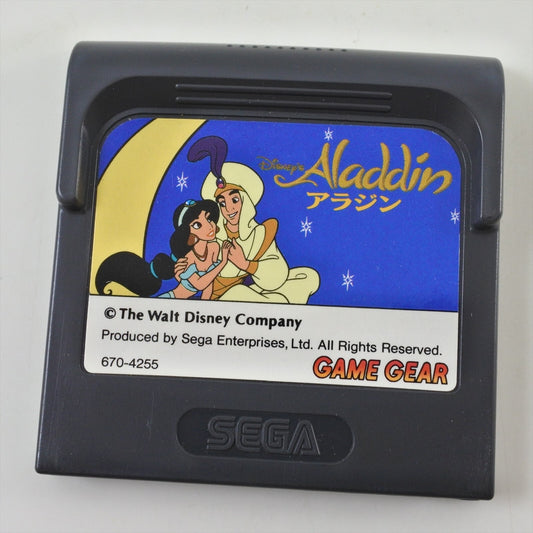 Disney's Aladdin
アラジン
© The Walt Disney Company
Produced by Sega Enterprises, Ltd. All Rights Reserved.
670-4255
GAME GEAR
SEGA